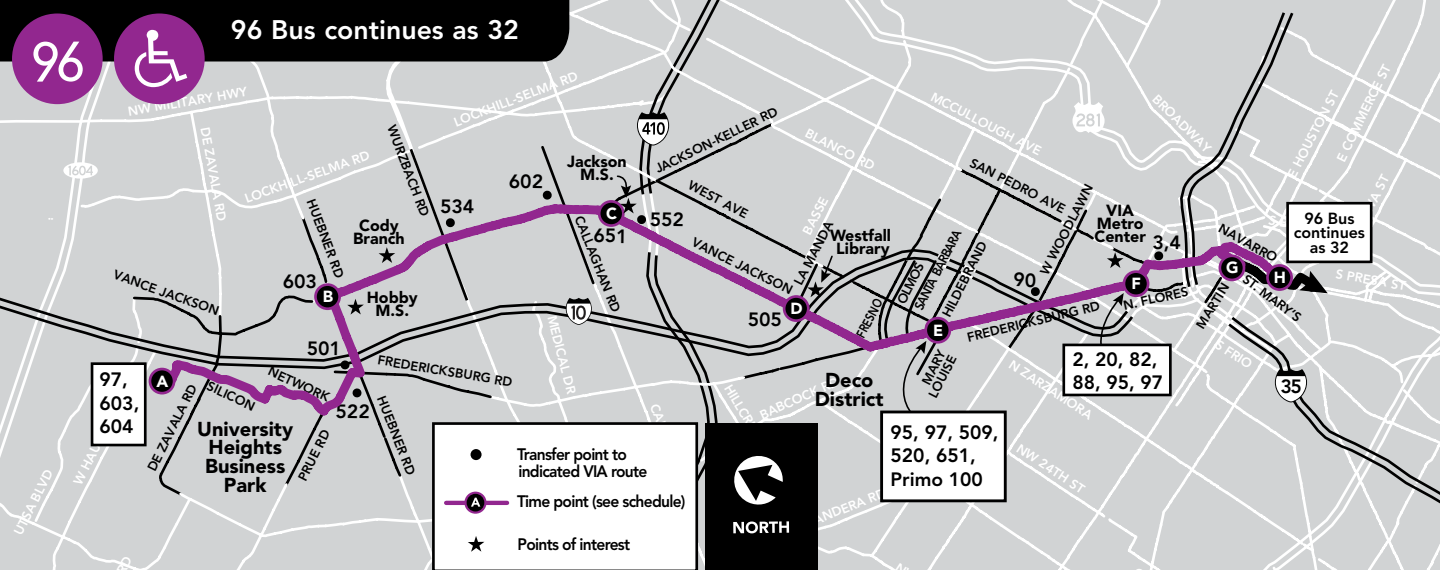 96 Bus continues as 32
96
NW MILITARY HWY
LOCKHILL-SELMA RD
1604
DE ZAVALA RD
LOCKHILL-SELMA RD
WURZBACH RD
410
JACKSON-KELLER RD
Jackson
M.S.
602
534
C
651
552
WEST AVE
MCCULLOUGH AVE
281
BROADWAY
E HOUSTON ST
E COMMERCE ST
BLANCO RD
SAN PEDRO AVE
BASSE
HUEBNER RD
Cody
Branch
603
B
Hobby
M.S.
CALLAGHAN RD
VANCE JACKSON
LA MANDA
Westfall
Library
D
505
FRESNO
OLMOS
SANTA BARBARA
HILDEBRAND
W WOODLAWN
90
VIA
Metro
Center
3,4
F
NAVARRO
G
H
96 Bus
continues
as 32
S PRESA ST
ST. MARY'S
MARTIN
N. FLORES
S FRIO
VANCE JACKSON
10
501
FREDERICKSBURG RD
E
FREDERICKSBURG RD
MARY
LOUISE
2, 20, 82,
88, 95, 97
35
97,
603,
604
A
SILICON
NETWORK
522
DE ZAVALA RD
University
Heights
Business
Park
PRUE RD
HUEBNER RD
MEDICAL DR
Deco
District
BABCOCK R
HILLCR
CA
N ZARZAMORA
NW 24TH ST
ANDERA RD
UTSA BLVD
W HAU
95, 97, 509,
520, 651,
Primo 100
Transfer point to
indicated VIA route
A
Time point (see schedule)
Points of interest
NORTH